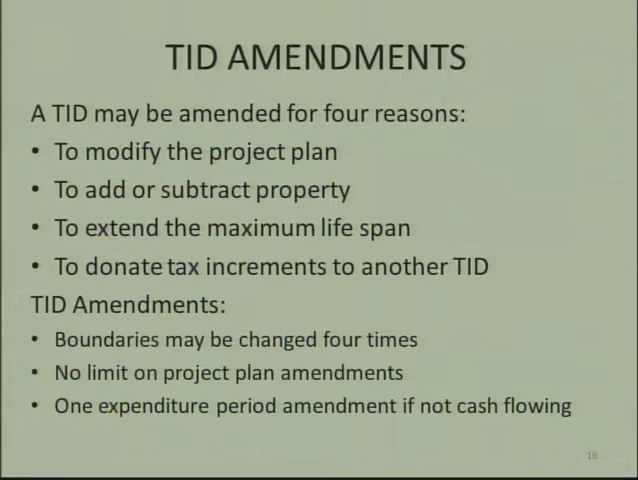 TID AMENDMENTS
A TID may be amended for four reasons:
• To modify the project plan
• To add or subtract property
• To extend the maximum life span
• To donate tax increments to another TID
TID Amendments:
• Boundaries may be changed four times
• No limit on project plan amendments
• One expenditure period amendment if not cash flowing
16